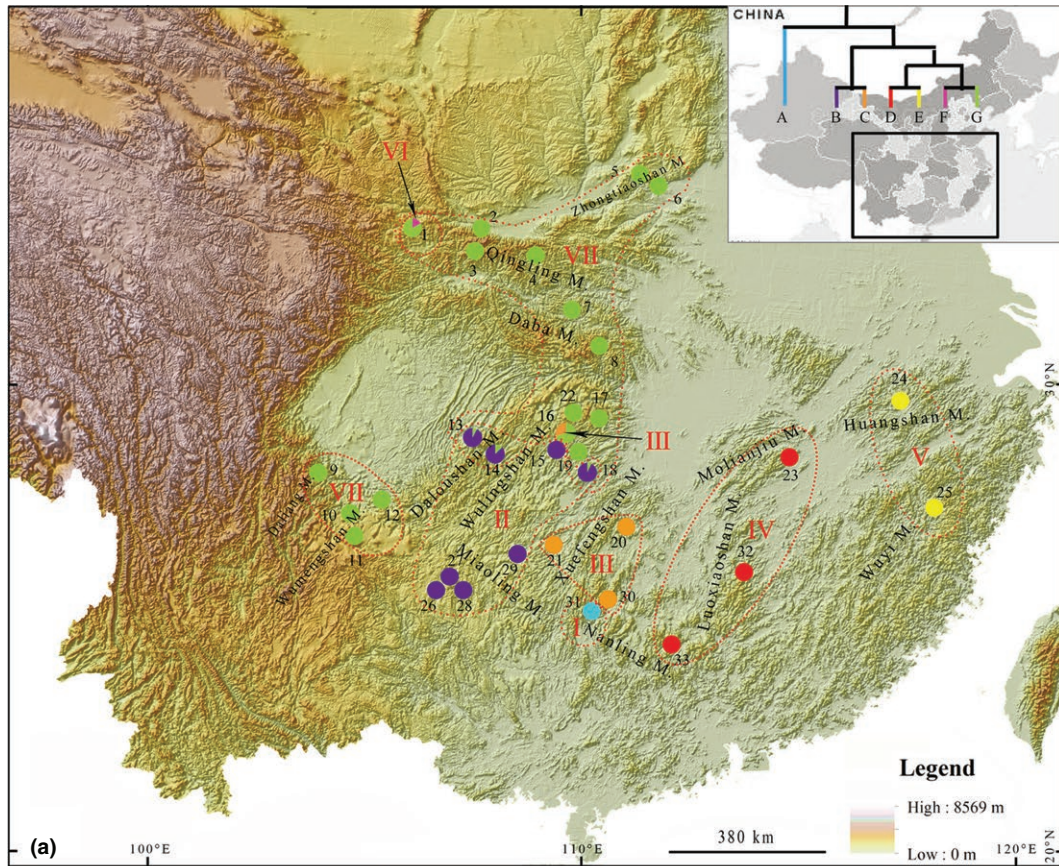 CHINA
A
B
C
D
E
F
G
VI
1
2
3
4
5
6
Zhongtiaoshan M
Qingling M.
VII
7
Daba M.
8
22
17
16
III
13
14
15
19
18
Daloushan M.
Wulingshan M.
9
VII
10
12
11
Wumengshan M.
II
Xuefengshan M.
20
21
III
29
Miaoling M.
27
26
28
31
30
I
Nanling M.
Mofianjiu M.
23
Luoxiaoshan M.
IV
32
33
24
Huangshan M.
V
25
Wuyi M.
30°N
Legend
High : 8569 m
Low : 0 m
380 km
(a)
100°E
110°E
120°E
20°N